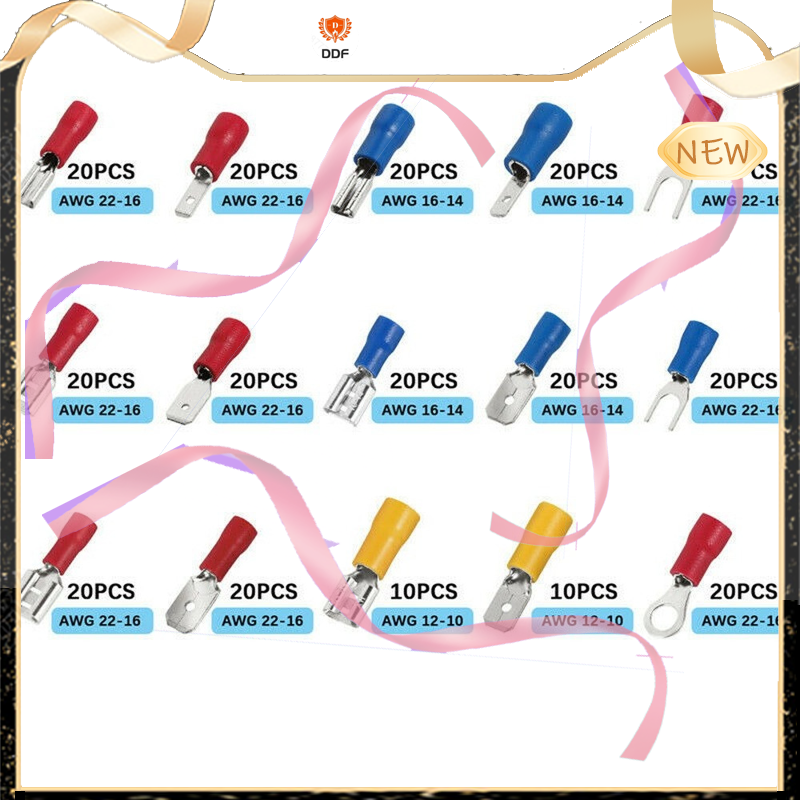 DDF
NEW
20PCS 20PCS 20PCS 20PCS CS
AWG 22-16 AWG 22-16 AWG 16-14 AWG 16-14 AWG 22-16
20PCS 20PCS 20PCS 20PCS 20PCS
AWG 22-16 AWG 22-16 AWG 16-14 AWG 16-14 AWG 22-16
20PCS 20PCS 10PCS 10PCS 20PCS
AWG 22-16 AWG 22-16 AWG 12-10 AWG 12-10 AWG 22-16